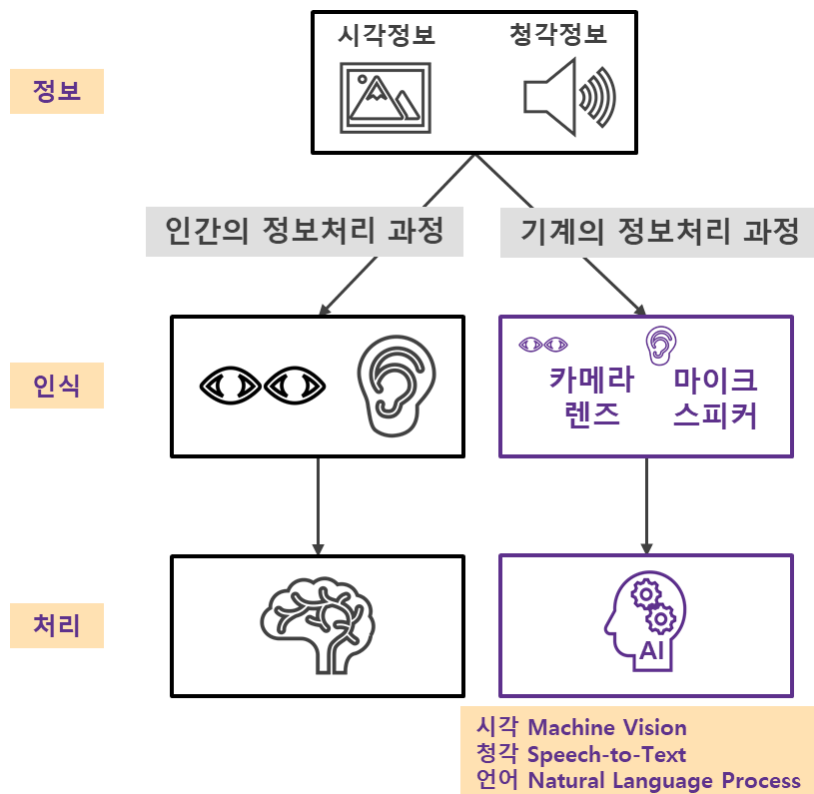 시각정보
청각정보
정보
인간의 정보처리 과정
기계의 정보처리 과정
인식
카메라
렌즈
마이크
스피커
처리
AI
시각 Machine Vision
청각 Speech-to-Text
언어 Natural Language Process